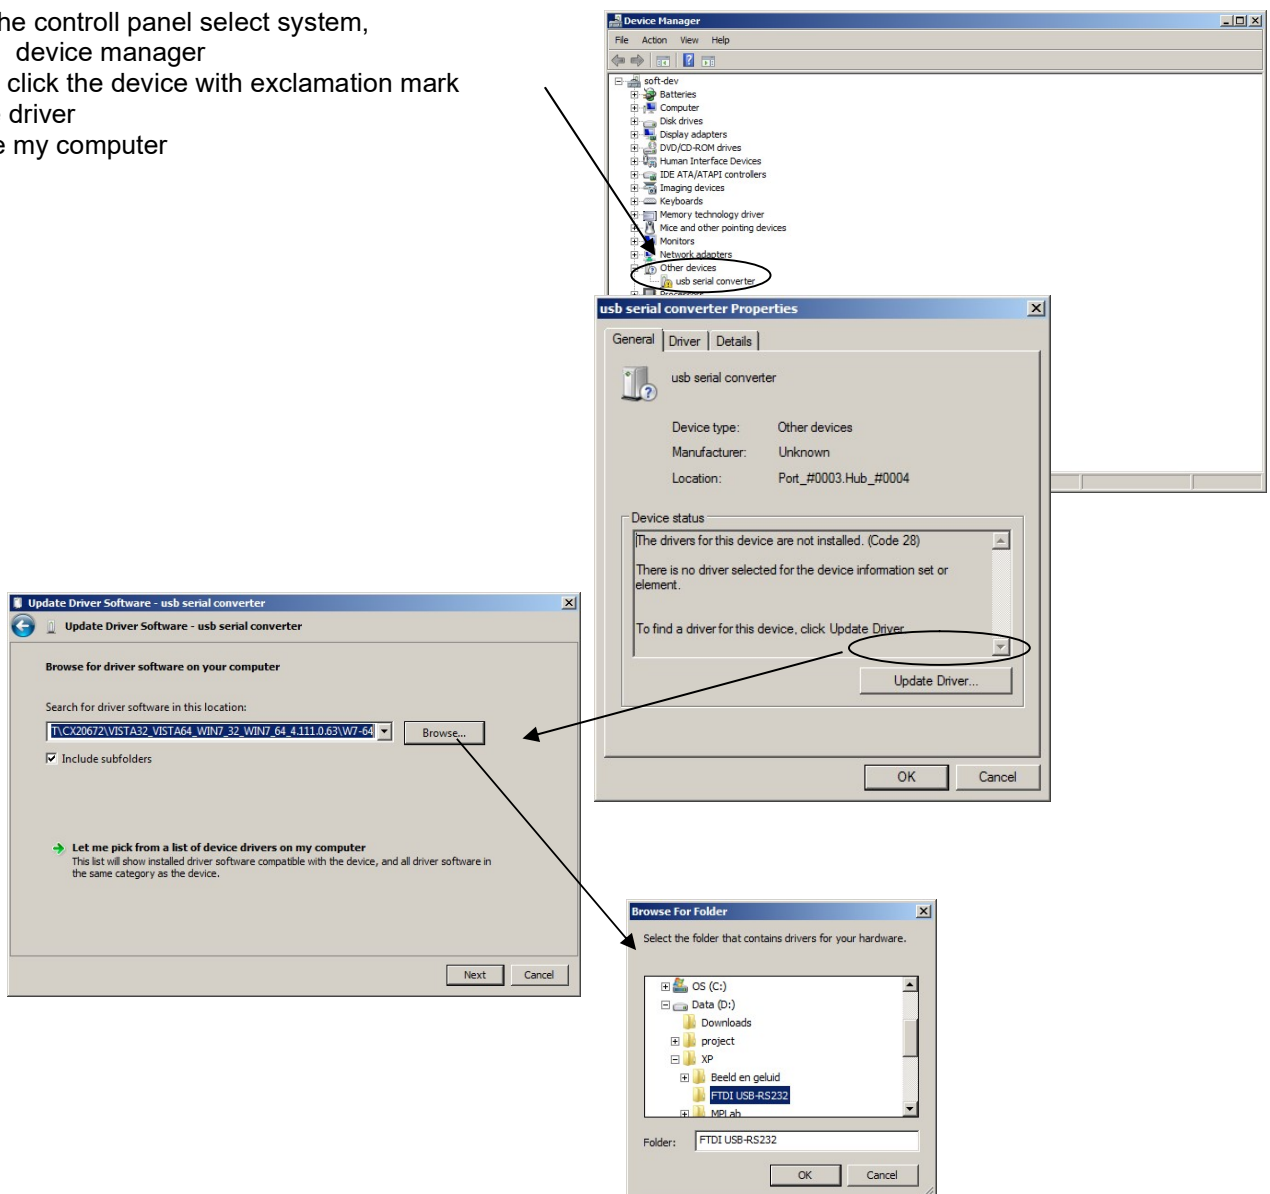 he controll panel select system,
device manager
click the device with exclamation mark
driver
my computer
Device Manager
File Action View Help
soft-dev
Batteries
Computer
Disk drives
Display adapters
DVD/CD-ROM drives
Human Interface Devices
IDE ATA/ATAPI controllers
Imaging devices
Keyboards
Memory technology driver
Mice and other pointing devices
Monitors
Network adapters
Other devices
usb serial converter
Processors
usb serial converter Properties
General Driver Details
usb serial converter
Device type: Other devices
Manufacturer: Unknown
Location: Port_#0003.Hub_#0004
Device status
The drivers for this device are not installed. (Code 28)
There is no driver selected for the device information set or
element.
To find a driver for this device, click Update Driver.
Update Driver...
OK Cancel
Update Driver Software - usb serial converter
Update Driver Software - usb serial converter
Browse for driver software on your computer
Search for driver software in this location:
T\CX20672\VISTA32_VISTA64_WIN7_32_WIN7_64_4.111.0.63\W7-64
Browse...
Include subfolders
Let me pick from a list of device drivers on my computer
This list will show installed driver software compatible with the device, and all driver software in
the same category as the device.
Next Cancel
Browse For Folder
Select the folder that contains drivers for your hardware.
OS (C:)
Data (D:)
Downloads
project
XP
Beeld en geluid
FTDI USB-RS232
MPLab
Folder: FTDI USB-RS232
OK Cancel